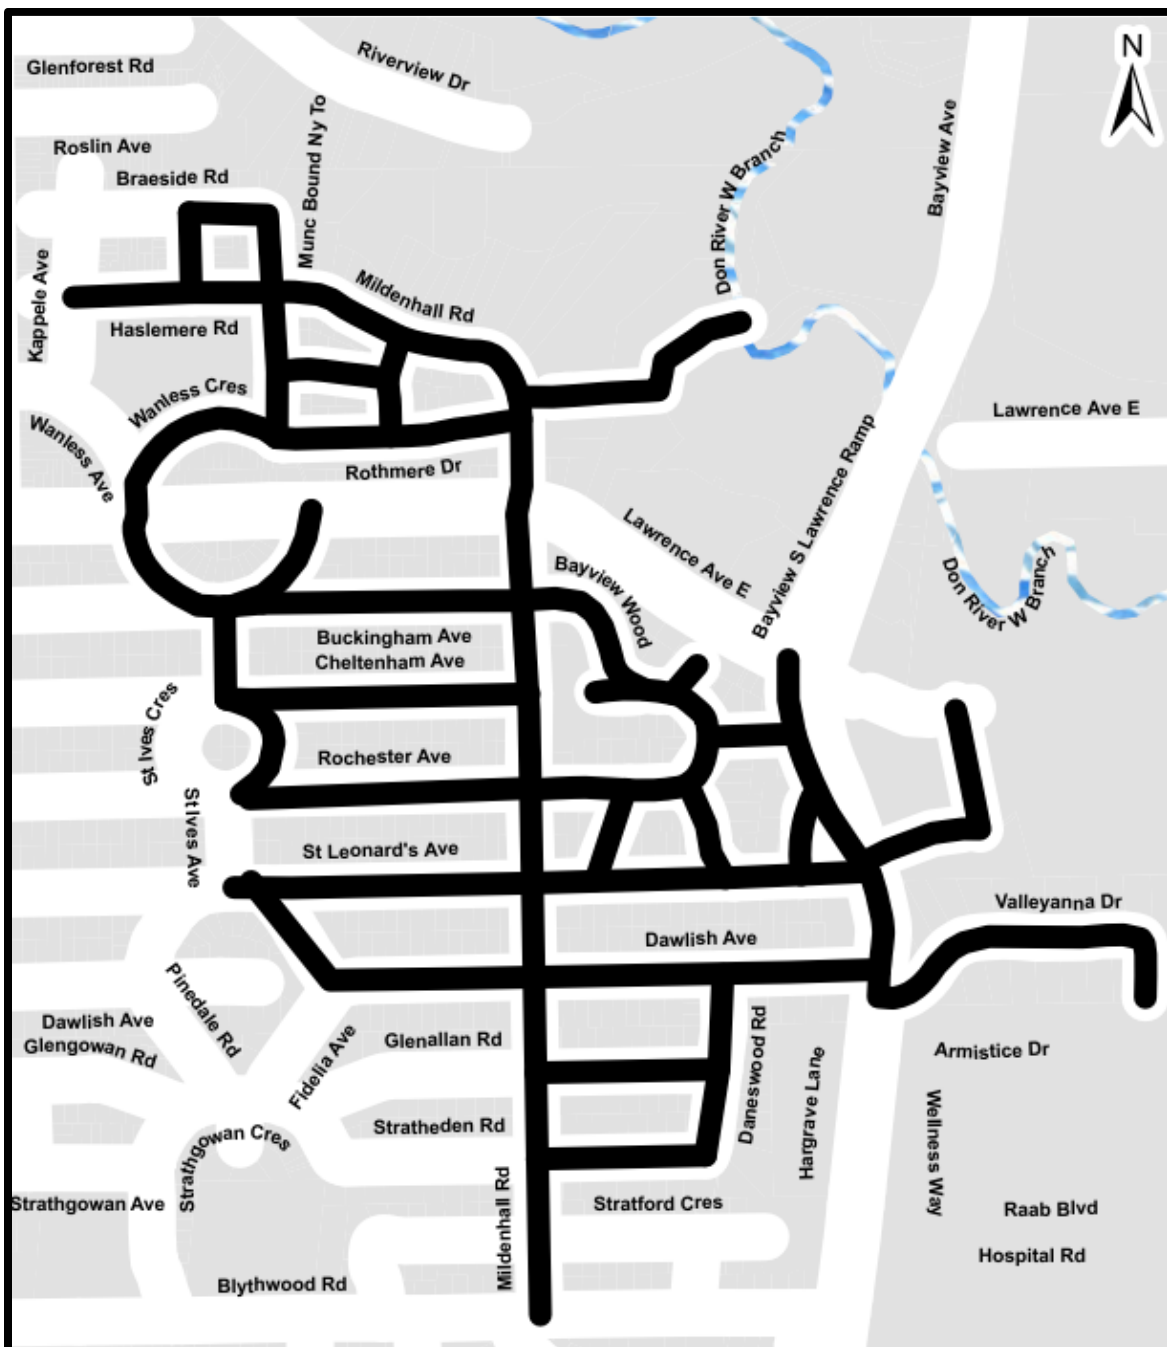 N
Glenforest Rd
Riverview Dr
Munc Bound Ny To
Bayview Ave
Roslin Ave
Braeside Rd
Don River W Branch
Kappele Ave
Mildenhall Rd
Haslemere Rd
Wanless Cres
Wanless Ave
Lawrence Ave E
Rothmere Dr
Bayview S Lawrence Ramp
Lawrence Ave E
Bayview Wood
Don River W Branch
Buckingham Ave
Cheltenham Ave
St Ives Cres
Rochester Ave
St Ives Ave
St Leonard's Ave
Valleyanna Dr
Dawlish Ave
Pinedale Rd
Dawlish Ave
Glengowan Rd
Fidelia Ave
Glenallan Rd
Daneswood Rd
Hargrave Lane
Armistice Dr
Stratheden Rd
Strathgowan Cres
Wellness Way
Strathgowan Ave
Mildenhall Rd
Stratford Cres
Raab Blvd
Hospital Rd
Blythwood Rd